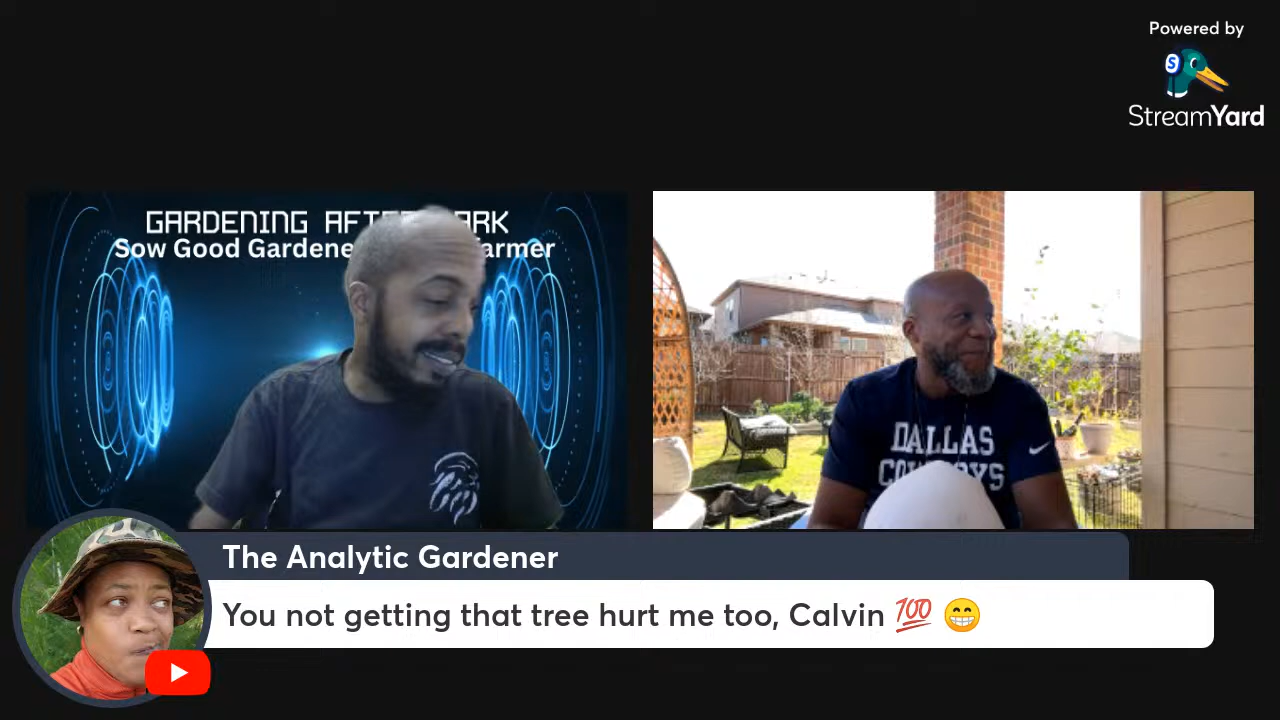 Powered by
StreamYard
GARDENING AFTER DARK
Sow Good Gardene armer
DALLAS
COWBOYS
The Analytic Gardener
You not getting that tree hurt me too, Calvin 💯 😁